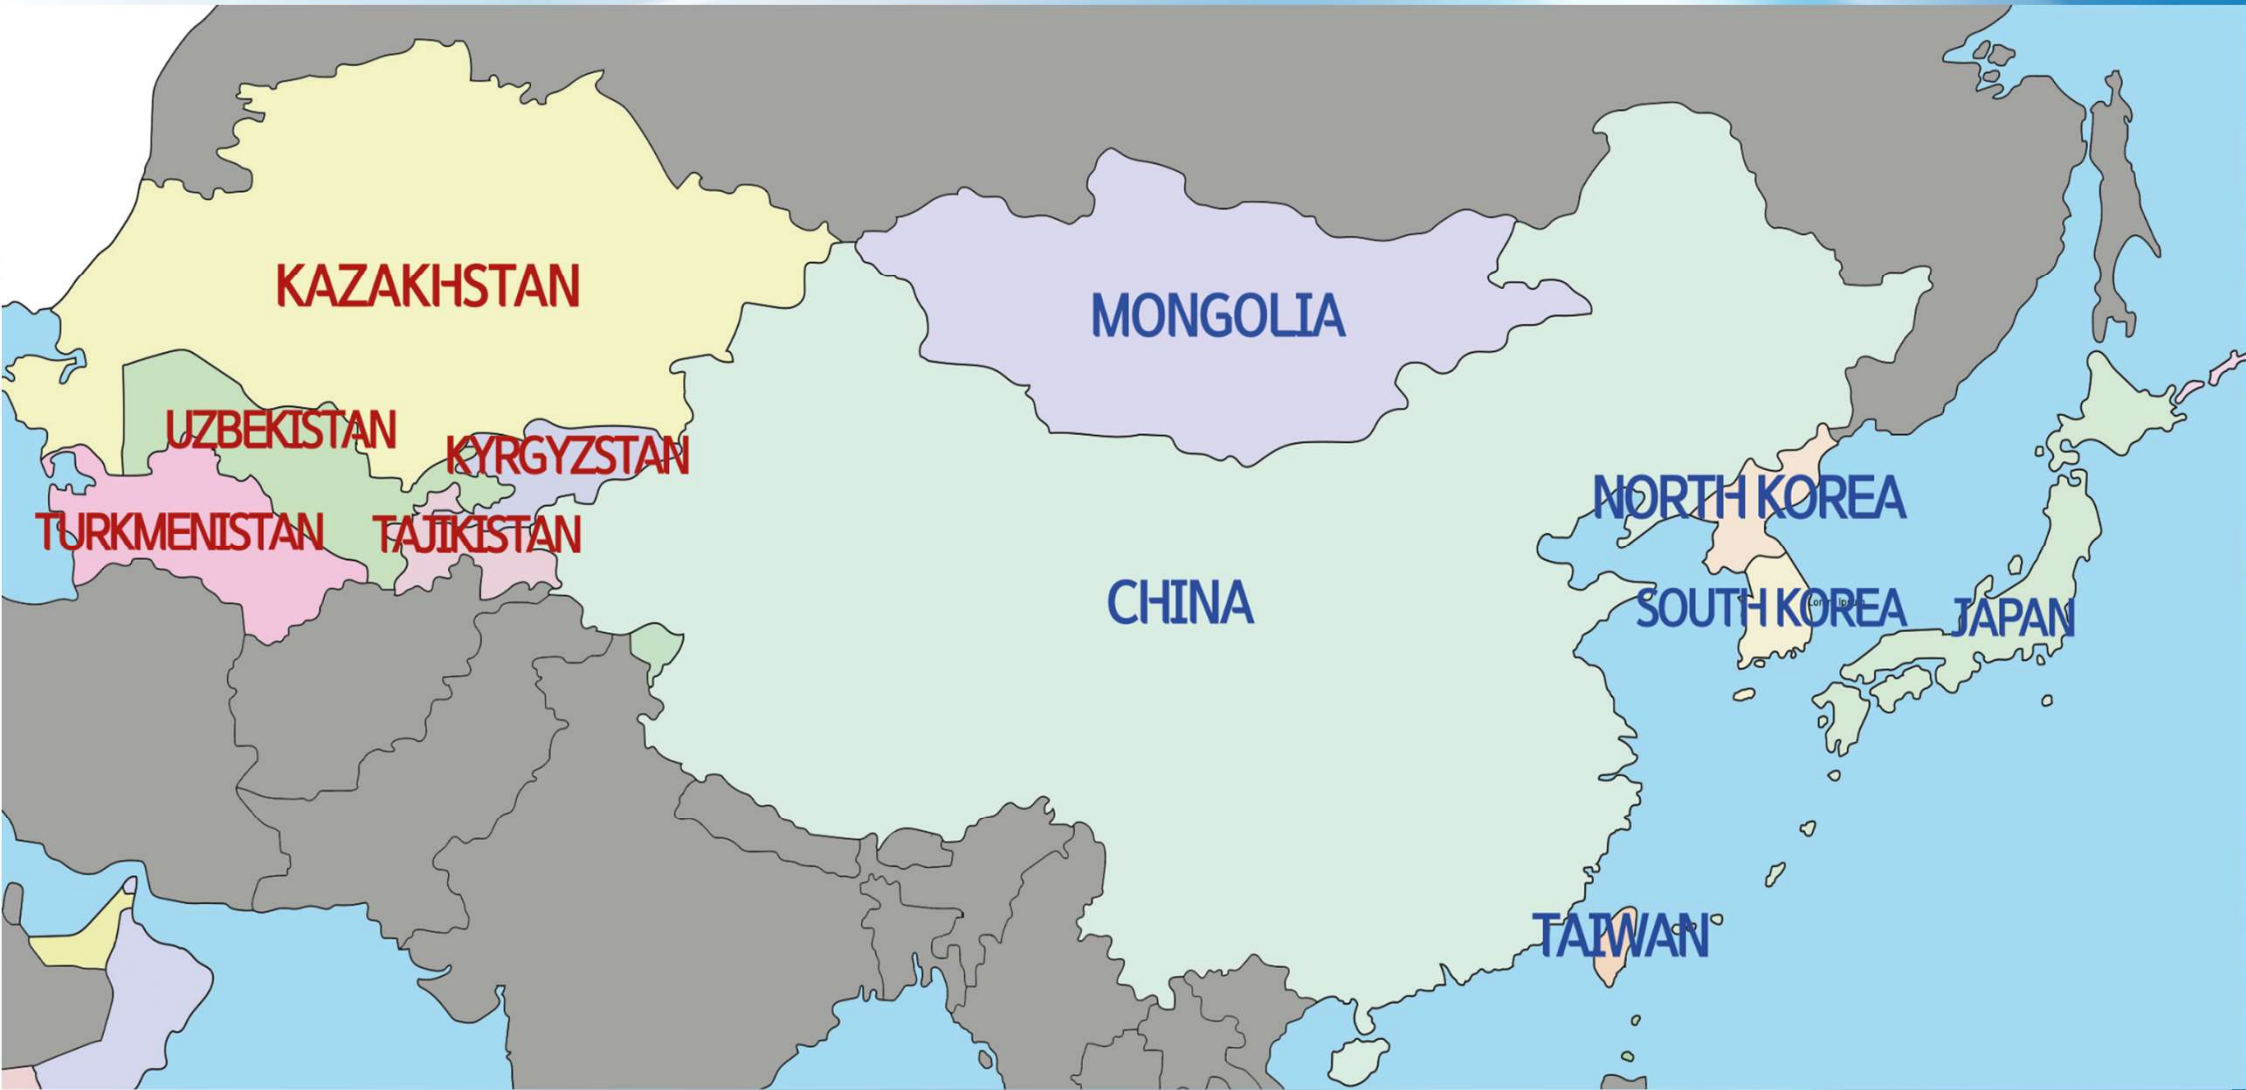 KAZAKHSTAN
MONGOLIA
UZBEKISTAN
KYRGYZSTAN
NORTH KOREA
TURKMENISTAN
TAJIKISTAN
CHINA
SOUTH KOREA
JAPAN
TAIWAN